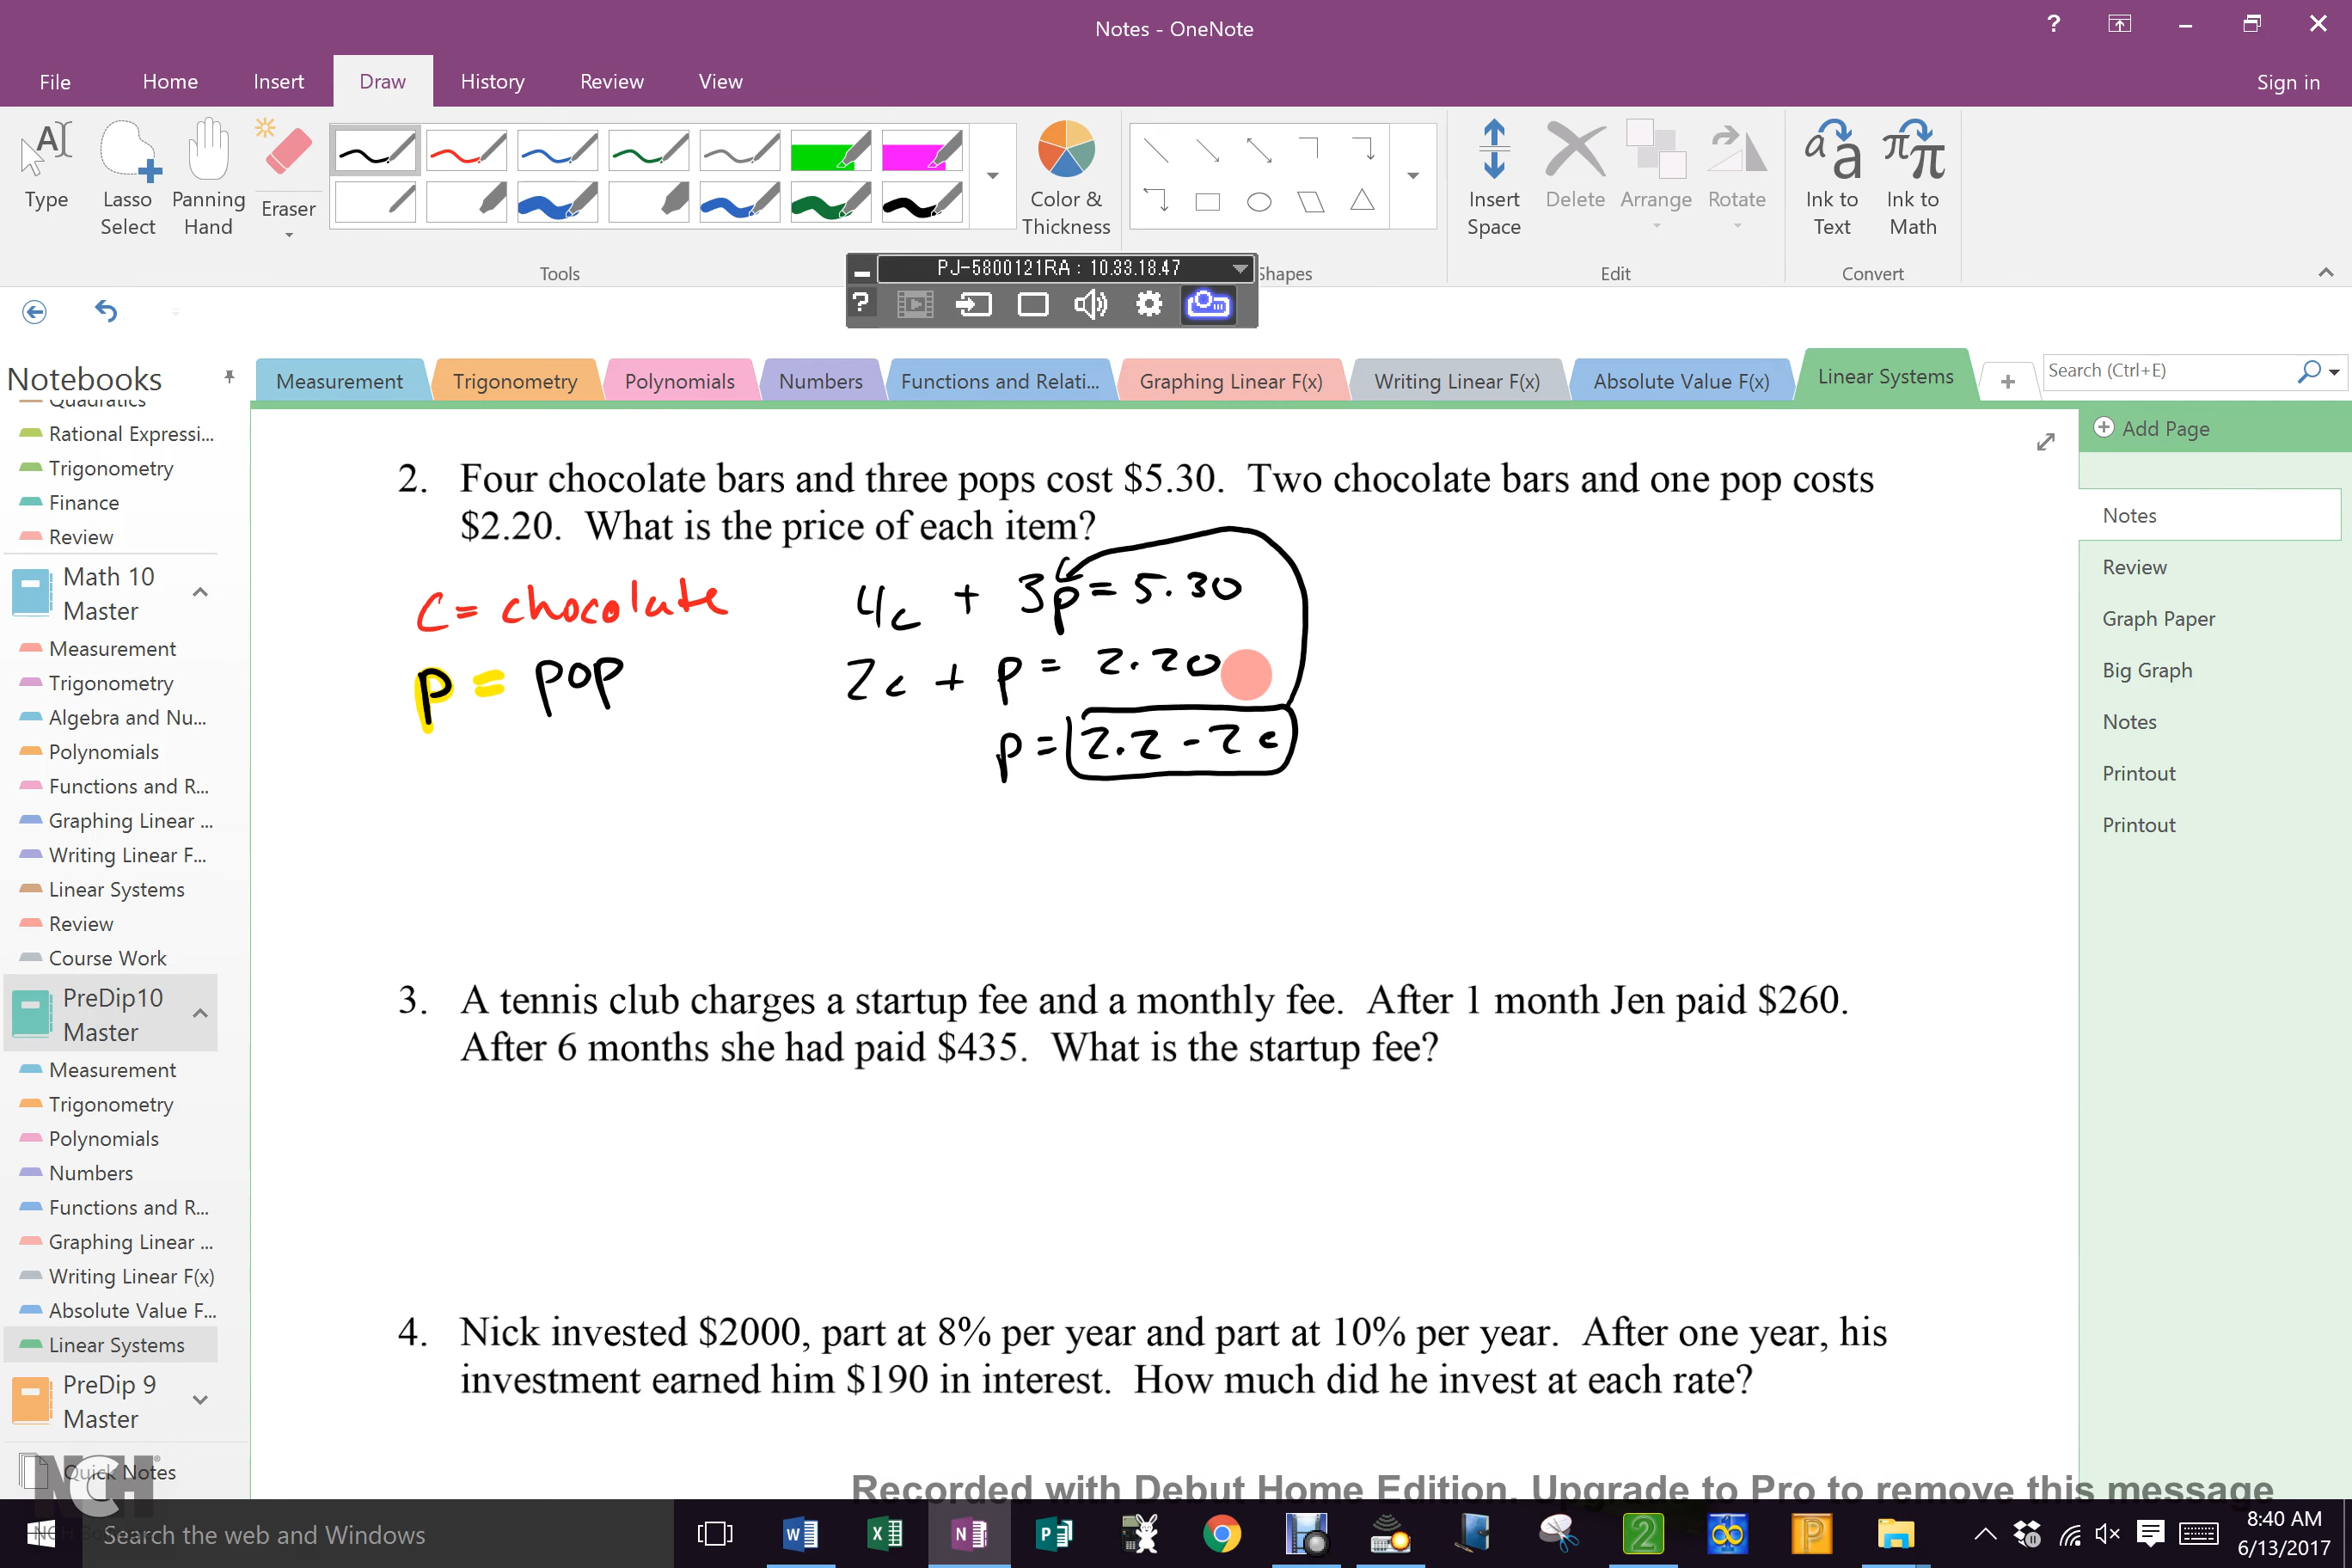 Notes - OneNote
File Home Insert Draw History Review View Sign in
Type
Lasso Select
Panning Hand
Eraser
Color & Thickness
Insert Space
Delete
Arrange
Rotate
Ink to Text
Ink to Math
Tools
Shapes
Edit
Convert
PJ-5800121RA : 10.33.18.47
Notebooks
Measurement
Trigonometry
Polynomials
Numbers
Functions and Relati...
Graphing Linear F(x)
Writing Linear F(x)
Absolute Value F(x)
Linear Systems
Search (Ctrl+E)
Quadratics
Rational Expressi...
Trigonometry
Finance
Review
Math 10
Master
Measurement
Trigonometry
Algebra and Nu...
Polynomials
Functions and R...
Graphing Linear ...
Writing Linear F...
Linear Systems
Review
Course Work
PreDip10
Master
Measurement
Trigonometry
Polynomials
Numbers
Functions and R...
Graphing Linear ...
Writing Linear F(x)
Absolute Value F...
Linear Systems
PreDip 9
Master
Quick Notes
2. Four chocolate bars and three pops cost $5.30. Two chocolate bars and one pop costs
$2.20. What is the price of each item?
c = chocolate
p = pop
4c + 3p = 5.30
2c + p = 2.20
p = 2.2 - 2c
3. A tennis club charges a startup fee and a monthly fee. After 1 month Jen paid $260.
After 6 months she had paid $435. What is the startup fee?
4. Nick invested $2000, part at 8% per year and part at 10% per year. After one year, his
investment earned him $190 in interest. How much did he invest at each rate?
Add Page
Notes
Review
Graph Paper
Big Graph
Notes
Printout
Printout
NCH
Recorded with Debut Home Edition. Upgrade to Pro to remove this message
Search the web and Windows
8:40 AM
6/13/2017